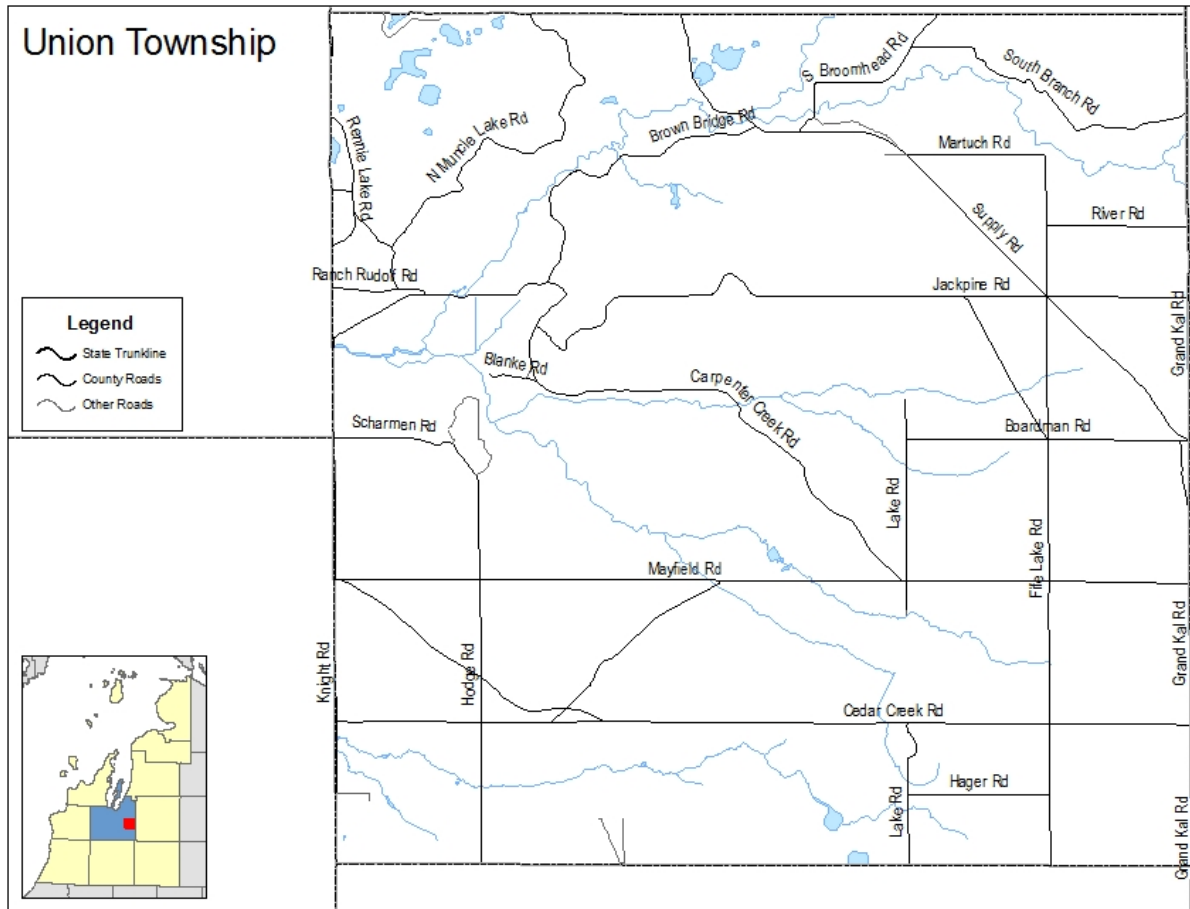 Union Township
S Broomhead Rd
South Branch Rd
Rennie Lake Rd
N Muncie Lake Rd
Brown Bridge Rd
Martuch Rd
Supply Rd
River Rd
Ranch Rudolf Rd
Jackpine Rd
Grand Kal Rd
Legend
State Trunkline
County Roads
Other Roads
Blanke Rd
Carpenter Creek Rd
Scharmen Rd
Boardman Rd
Lake Rd
Fife Lake Rd
Mayfield Rd
Knight Rd
Hodge Rd
Grand Kal Rd
Cedar Creek Rd
Hager Rd
Lake Rd
Grand Kal Rd